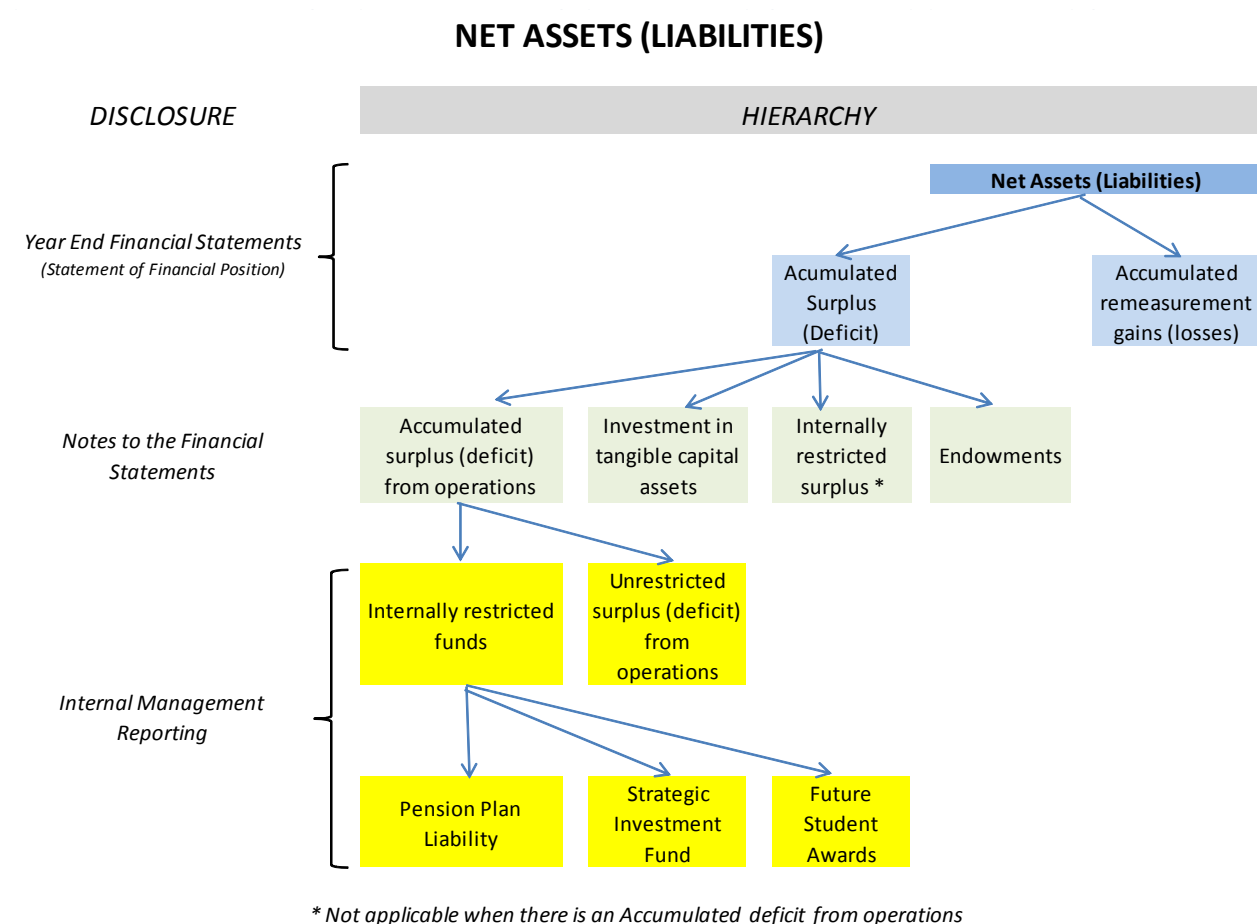 NET ASSETS (LIABILITIES)
DISCLOSURE
HIERARCHY
Net Assets (Liabilities)
Year End Financial Statements
(Statement of Financial Position)
Acumulated
Surplus
(Deficit)
Accumulated
remeasurement
gains (losses)
Notes to the Financial
Statements
Accumulated
surplus (deficit)
from operations
Investment in
tangible capital
assets
Internally
restricted
surplus *
Endowments
Internally restricted
funds
Unrestricted
surplus (deficit)
from
operations
Internal Management
Reporting
Pension Plan
Liability
Strategic
Investment
Fund
Future
Student
Awards
* Not applicable when there is an Accumulated deficit from operations